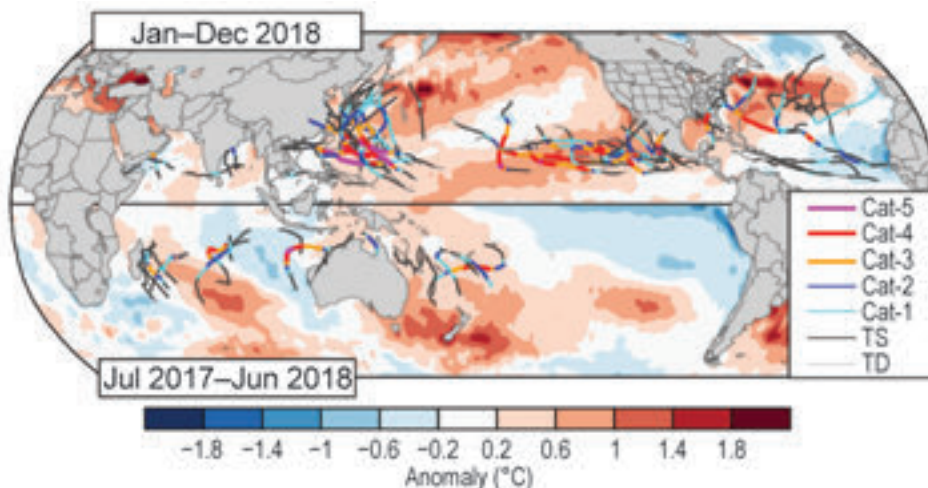 Jan–Dec 2018
Cat-5
Cat-4
Cat-3
Cat-2
Cat-1
TS
TD
Jul 2017–Jun 2018
−1.8 −1.4 −1 −0.6 −0.2 0.2 0.6 1 1.4 1.8
Anomaly (°C)